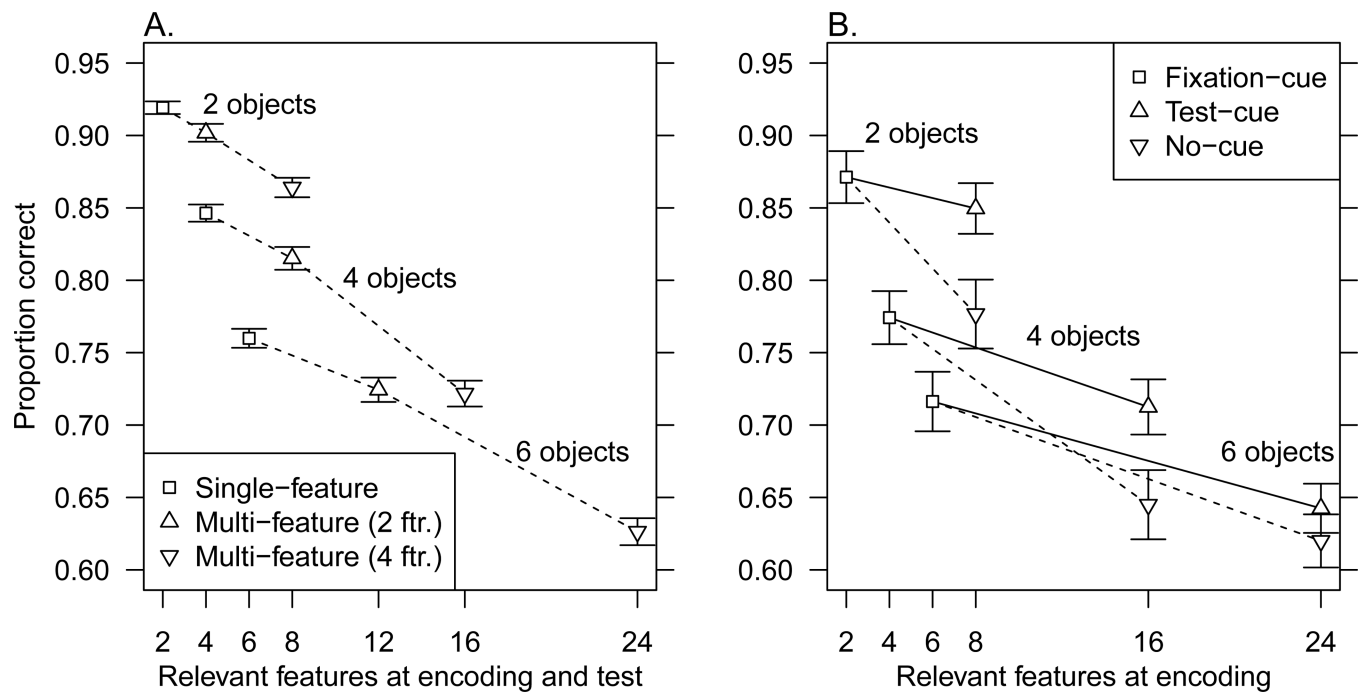 A.
0.95
0.90
0.85
0.80
0.75
0.70
0.65
0.60
Proportion correct
2 objects
4 objects
6 objects
Single−feature
Multi−feature (2 ftr.)
Multi−feature (4 ftr.)
2 4 6 8 12 16 24
Relevant features at encoding and test
B.
0.95
0.90
0.85
0.80
0.75
0.70
0.65
0.60
Fixation−cue
Test−cue
No−cue
2 objects
4 objects
6 objects
2 4 6 8 16 24
Relevant features at encoding